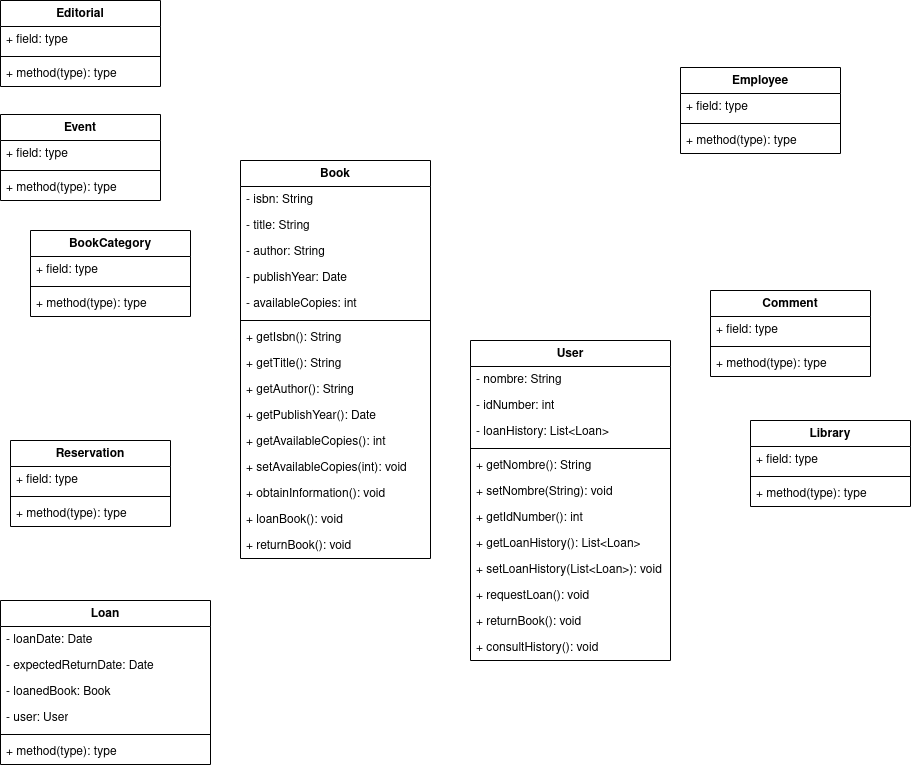 Editorial
+ field: type
+ method(type): type
Event
+ field: type
+ method(type): type
BookCategory
+ field: type
+ method(type): type
Reservation
+ field: type
+ method(type): type
Loan
- loanDate: Date
- expectedReturnDate: Date
- loanedBook: Book
- user: User
+ method(type): type
Book
- isbn: String
- title: String
- author: String
- publishYear: Date
- availableCopies: int
+ getIsbn(): String
+ getTitle(): String
+ getAuthor(): String
+ getPublishYear(): Date
+ getAvailableCopies(): int
+ setAvailableCopies(int): void
+ obtainInformation(): void
+ loanBook(): void
+ returnBook(): void
User
- nombre: String
- idNumber: int
- loanHistory: List<Loan>
+ getNombre(): String
+ setNombre(String): void
+ getIdNumber(): int
+ getLoanHistory(): List<Loan>
+ setLoanHistory(List<Loan>): void
+ requestLoan(): void
+ returnBook(): void
+ consultHistory(): void
Employee
+ field: type
+ method(type): type
Comment
+ field: type
+ method(type): type
Library
+ field: type
+ method(type): type